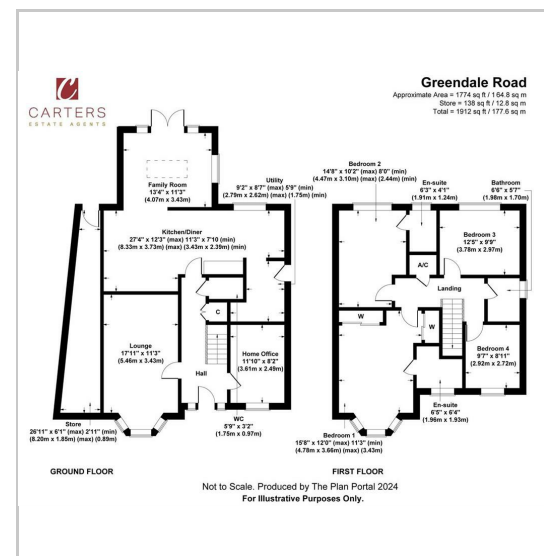 CARTERS
ESTATE AGENTS
Greendale Road
Approximate Area = 1774 sq ft / 164.8 sq m
Store = 138 sq ft / 12.8 sq m
Total = 1912 sq ft / 177.6 sq m
Family Room
13'4" x 11'3"
(4.07m x 3.43m)
Utility
9'2" x 8'7" (max) 5'9" (min)
(2.79m x 2.62m) (max) (1.75m) (min)
Kitchen/Diner
27'4" x 12'3" (max) 11'3" x 7'10 (min)
(8.33m x 3.73m) (max) (3.43m x 2.39m) (min)
C
Lounge
17'11" x 11'3"
(5.46m x 3.43m)
Home Office
11'10" x 8'2"
(3.61m x 2.49m)
Hall
WC
5'9" x 3'2"
(1.75m x 0.97m)
Store
26'11" x 6'1" (max) 2'11" (min)
(8.20m x 1.85m) (max) (0.89m)
GROUND FLOOR
Bedroom 2
14'8" x 10'2" (max) 8'0" (min)
(4.47m x 3.10m) (max) (2.44m) (min)
En-suite
6'3" x 4'1"
(1.91m x 1.24m)
Bathroom
6'6" x 5'7"
(1.98m x 1.70m)
Bedroom 3
12'5" x 9'9"
(3.78m x 2.97m)
A/C
Landing
W
W
Bedroom 4
9'7" x 8'11"
(2.92m x 2.72m)
En-suite
6'5" x 6'4"
(1.96m x 1.93m)
Bedroom 1
15'8" x 12'0" (max) 11'3" (min)
(4.78m x 3.66m) (max) (3.43m)
FIRST FLOOR
Not to Scale. Produced by The Plan Portal 2024
For Illustrative Purposes Only.